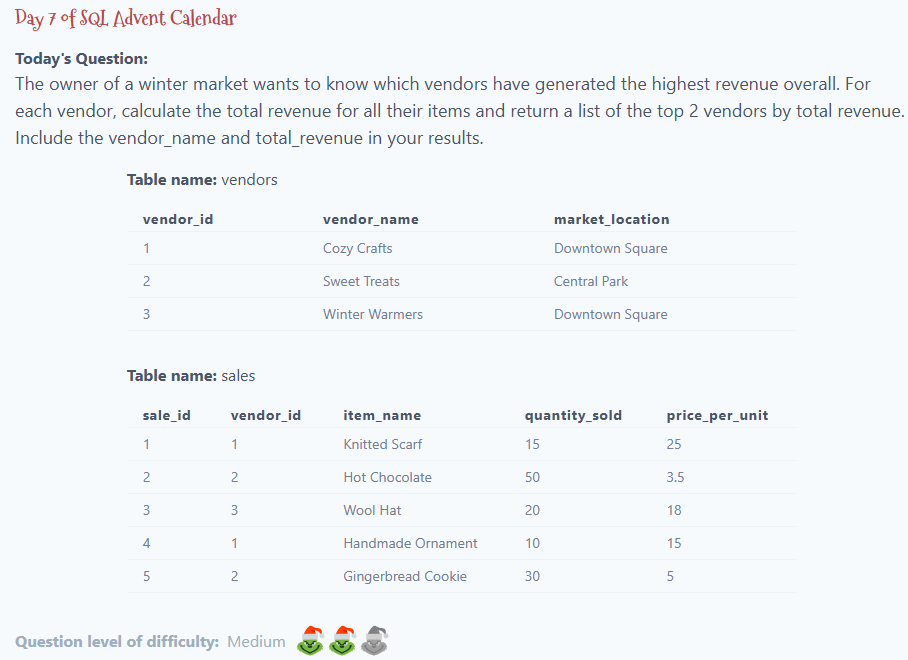 Day 7 of SQL Advent Calendar
Today's Question:
The owner of a winter market wants to know which vendors have generated the highest revenue overall. For
each vendor, calculate the total revenue for all their items and return a list of the top 2 vendors by total revenue.
Include the vendor_name and total_revenue in your results.
Table name: vendors
vendor_id vendor_name market_location
1 Cozy Crafts Downtown Square
2 Sweet Treats Central Park
3 Winter Warmers Downtown Square
Table name: sales
sale_id vendor_id item_name quantity_sold price_per_unit
1 1 Knitted Scarf 15 25
2 2 Hot Chocolate 50 3.5
3 3 Wool Hat 20 18
4 1 Handmade Ornament 10 15
5 2 Gingerbread Cookie 30 5
Question level of difficulty: Medium